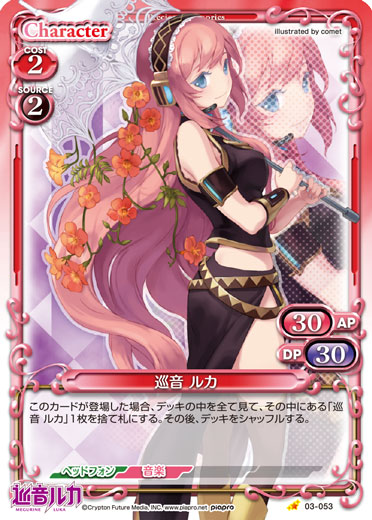 Character
illustrated by comet
COST
2
SOURCE
2
30 AP
DP 30
巡音 ルカ
このカードが登場した場合、デッキの中を全て見て、その中にある「巡
音 ルカ」1枚を捨て札にする。その後、デッキをシャッフルする。
ヘッドフォン 音楽
巡音ルカ
MEGURINE LUKA
©Crypton Future Media, INC. www.piapro.net piapro
03-053